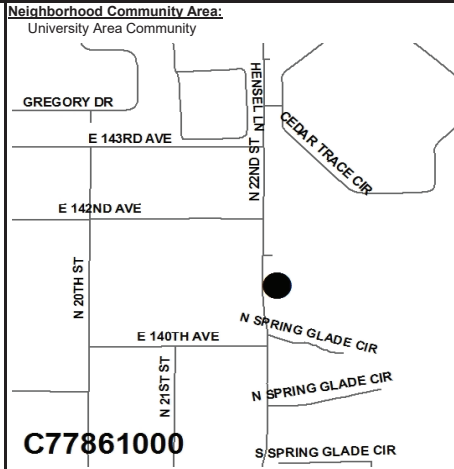 Neighborhood Community Area:
University Area Community
GREGORY DR
HENSEL LN
E 143RD AVE
CEDAR TRACE CIR
N 22ND ST
E 142ND AVE
N 20TH ST
N SPRING GLADE CIR
E 140TH AVE
N 21ST ST
N SPRING GLADE CIR
C77861000
S SPRING GLADE CIR